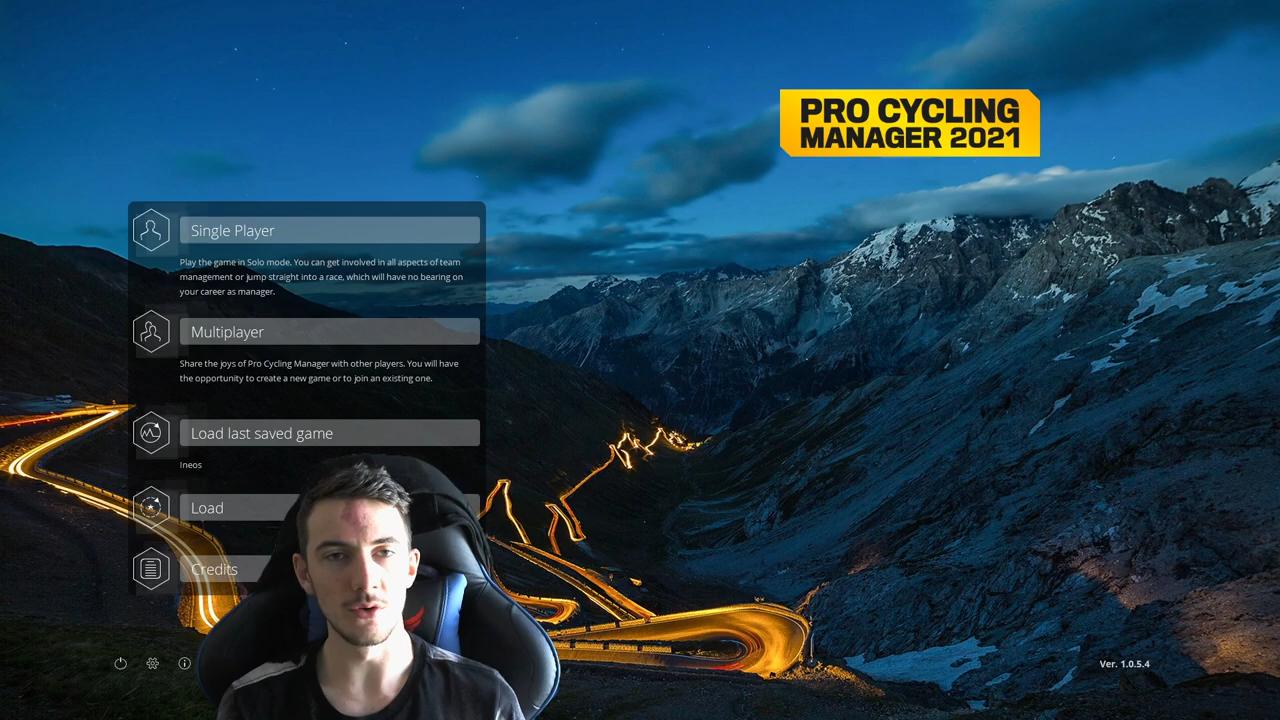 PRO CYCLING
MANAGER 2021
Single Player
Play the game in Solo mode. You can get involved in all aspects of team
management or jump straight into a race, which will have no bearing on
your career as manager.
Multiplayer
Share the joys of Pro Cycling Manager with other players. You will have
the opportunity to create a new game or to join an existing one.
Load last saved game
Ineos
Load
Credits
Ver. 1.0.5.4